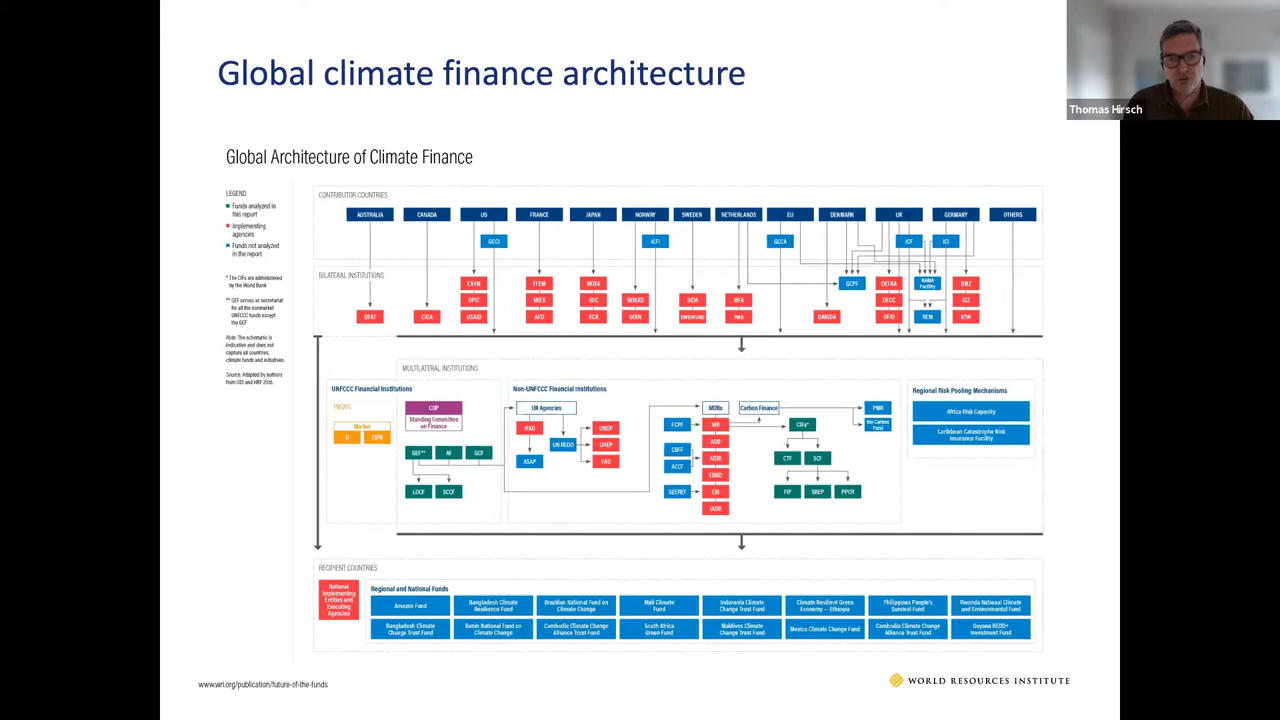 Global climate finance architecture
Thomas Hirsch
Global Architecture of Climate Finance
LEGEND
Funds analyzed in
this report
Implementing
agencies
Funds not analyzed
in the report
* The CIFs are administered
by the World Bank
** GEF serves as secretariat
for all the nonmarket
UNFCCC funds except
the GCF
Note: The schematic is
indicative and does not
capture all countries,
climate funds and initiatives.
Source: Adapted by authors
from ODI and HBF 2016.
CONTRIBUTOR COUNTRIES
AUSTRALIA
CANADA
US
FRANCE
JAPAN
NORWAY
SWEDEN
NETHERLANDS
EU
DENMARK
UK
GERMANY
OTHERS
GCCI
ICFI
GCCA
ICF
ICI
BILATERAL INSTITUTIONS
EXIM
FFEM
MOFA
GCPF
DEFRA
NAMA
Facility
BMZ
OPIC
MIES
JBIC
NORAD
SIDA
MFA
DECC
GIZ
DFAT
CIDA
USAID
AFD
ODIN
SWEDFUND
DANIDA
DFID
REM
KFW
MULTILATERAL INSTITUTIONS
UNFCCC Financial Institutions
PRIVATE
Market
JI
CDM
COP
Standing Committee
on Finance
GEF**
AF
GCF
LDCF
SCCF
Non-UNFCCC Financial Institutions
UN Agencies
IFAD
ASAP
UN REDD
UNDP
UNEP
FAO
MDBs
FCPF
WB
ADB
CBFF
AfDB
ACCF
EBRD
GEEREF
EIB
IADB
Carbon Finance
PMR
Bio Carbon
Fund
CIFs*
CTF
SCF
FIP
SREP
PPCR
Regional Risk Pooling Mechanisms
Africa Risk Capacity
Caribbean Catastrophe Risk
Insurance Facility
RECIPIENT COUNTRIES
National
Implementing
Entities and
Executing
Agencies
Regional and National Funds
Amazon Fund
Bangladesh Climate
Resilience Fund
Brazilian National Fund on
Climate Change
Mali Climate
Fund
Indonesia Climate
Change Trust Fund
Climate Resilient Green
Economy – Ethiopia
Philippines People's
Survival Fund
Rwanda National Climate
and Environmental Fund
Bangladesh Climate
Change Trust Fund
Benin National Fund on
Climate Change
Cambodia Climate Change
Alliance Trust Fund
South Africa
Green Fund
Maldives Climate
Change Trust Fund
Mexico Climate Change Fund
Cambodia Climate Change
Alliance Trust Fund
Guyana REDD+
Investment Fund
www.wri.org/publication/future-of-the-funds
WORLD RESOURCES INSTITUTE